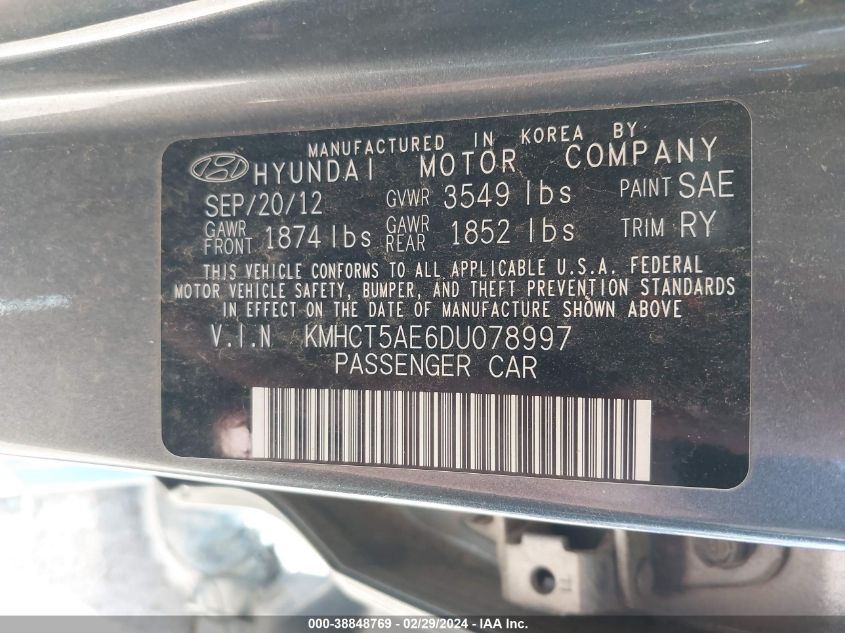 MANUFACTURED IN KOREA BY
HYUNDAI MOTOR COMPANY
SEP/20/12 GVWR 3549 lbs PAINT SAE
GAWR FRONT 1874 lbs GAWR REAR 1852 lbs TRIM RY
THIS VEHICLE CONFORMS TO ALL APPLICABLE U.S.A. FEDERAL
MOTOR VEHICLE SAFETY, BUMPER, AND THEFT PREVENTION STANDARDS
IN EFFECT ON THE DATE OF MANUFACTURE SHOWN ABOVE
V.I.N KMHCT5AE6DU078997
PASSENGER CAR
000-38848769 - 02/29/2024 - IAA Inc.